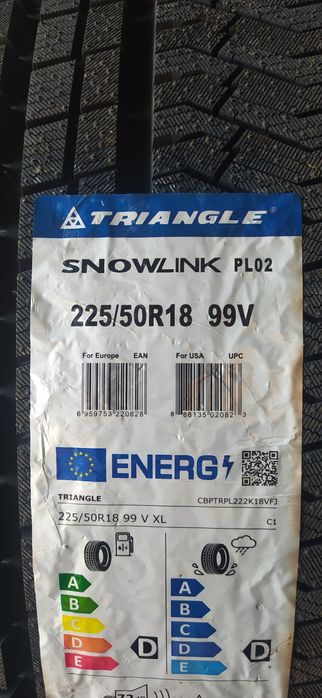 TRIANGLE
SNOWLINK PL02
225/50R18 99V
For Europe EAN For USA UPC
6 959753 220828 8 88135 02082 3
ENERG
TRIANGLE CBPTRPL222K18VFJ
225/50R18 99 V XL C1
A A
B B
C C
D D D D
E E